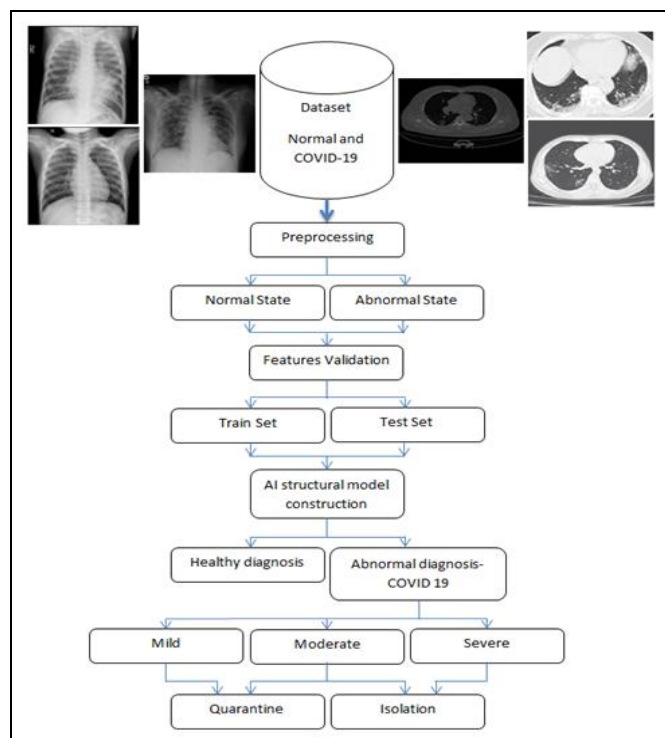 Dataset
Normal and
COVID-19
Preprocessing
Normal State
Abnormal State
Features Validation
Train Set
Test Set
AI structural model
construction
Healthy diagnosis
Abnormal diagnosis-
COVID 19
Mild
Moderate
Severe
Quarantine
Isolation